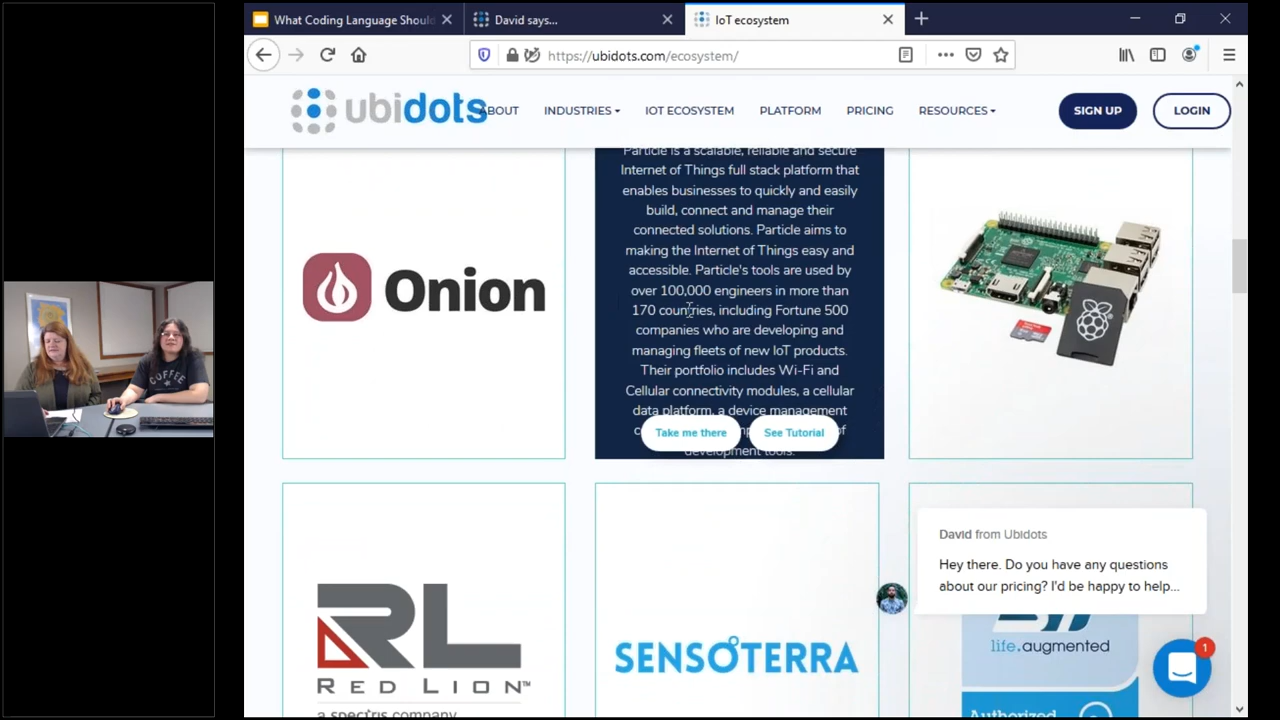 What Coding Language Shoul
David says...
IoT ecosystem
https://ubidots.com/ecosystem/
ubidots
ABOUT
INDUSTRIES
IOT ECOSYSTEM
PLATFORM
PRICING
RESOURCES
SIGN UP
LOGIN
Onion
Particle is a scalable, reliable and secure
Internet of Things full stack platform that
enables businesses to quickly and easily
build, connect and manage their
connected solutions. Particle aims to
making the Internet of Things easy and
accessible. Particle's tools are used by
over 100,000 engineers in more than
170 countries, including Fortune 500
companies who are developing and
managing fleets of new IoT products.
Their portfolio includes Wi-Fi and
Cellular connectivity modules, a cellular
data platform, a device management
of
development tools.
Take me there
See Tutorial
COFFEE
RL
RED LION™
a spectris company
SENSOTERRA
life.augmented
Authorized
David from Ubidots
Hey there. Do you have any questions
about our pricing? I'd be happy to help...
1